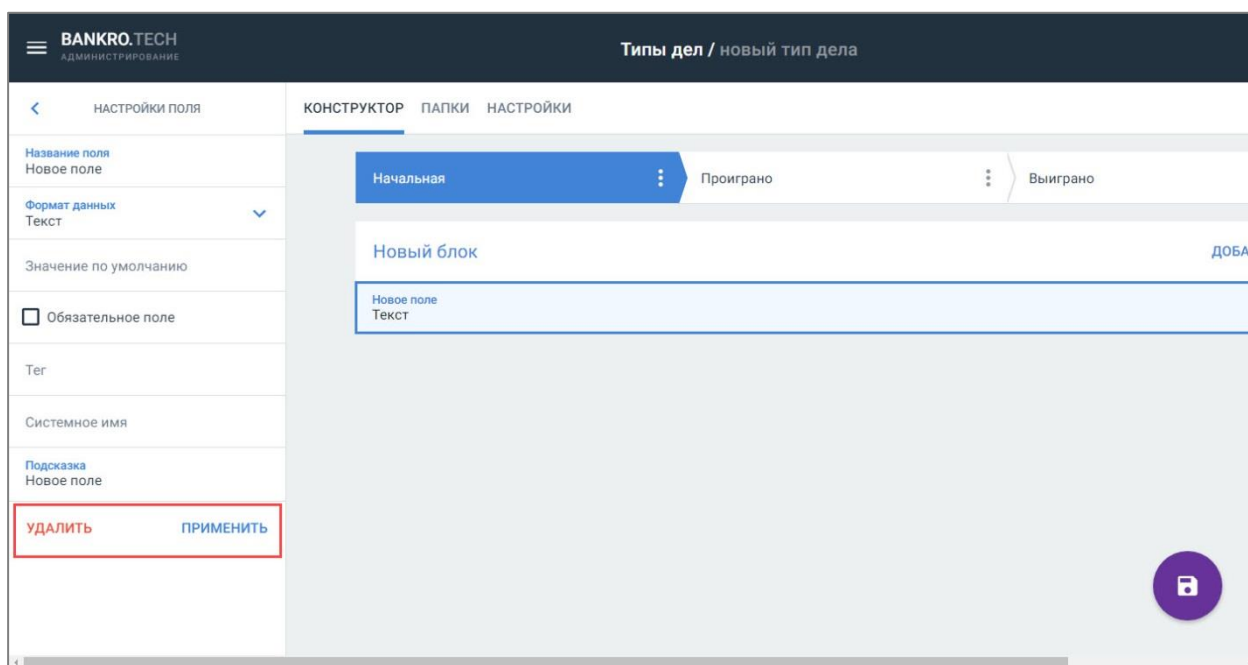 BANKRO.TECH
АДМИНИСТРИРОВАНИЕ
Типы дел / новый тип дела
НАСТРОЙКИ ПОЛЯ
КОНСТРУКТОР ПАПКИ НАСТРОЙКИ
Название поля
Новое поле
Формат данных
Текст
Значение по умолчанию
Обязательное поле
Тег
Системное имя
Подсказка
Новое поле
УДАЛИТЬ ПРИМЕНИТЬ
Начальная Проиграно Выиграно
Новый блок ДОБА
Новое поле
Текст